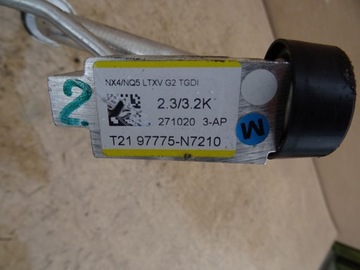 NX4/NQ5 LTXV G2 TGDI
2.3/3.2K
271020 3-AP
T21 97775-N7210
2
M